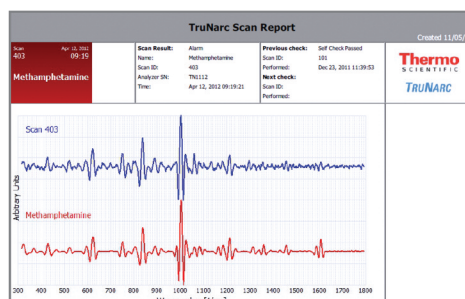 TruNarc Scan Report
Created 11/05/
Scan Apr 12, 2012
403 09:19
Methamphetamine
Scan Result: Alarm
Name: Methamphetamine
Scan ID: 403
Analyzer SN: TN1112
Time: Apr 12, 2012 09:19:21
Previous check: Self Check Passed
Scan ID: 101
Performed: Dec 23, 2011 11:39:53
Next check:
Scan ID:
Performed:
Thermo
SCIENTIFIC
TRUNARC
Scan 403
Methamphetamine
Arbitrary Units
300 400 500 600 700 800 900 1000 1100 1200 1300 1400 1500 1600 1700 1800